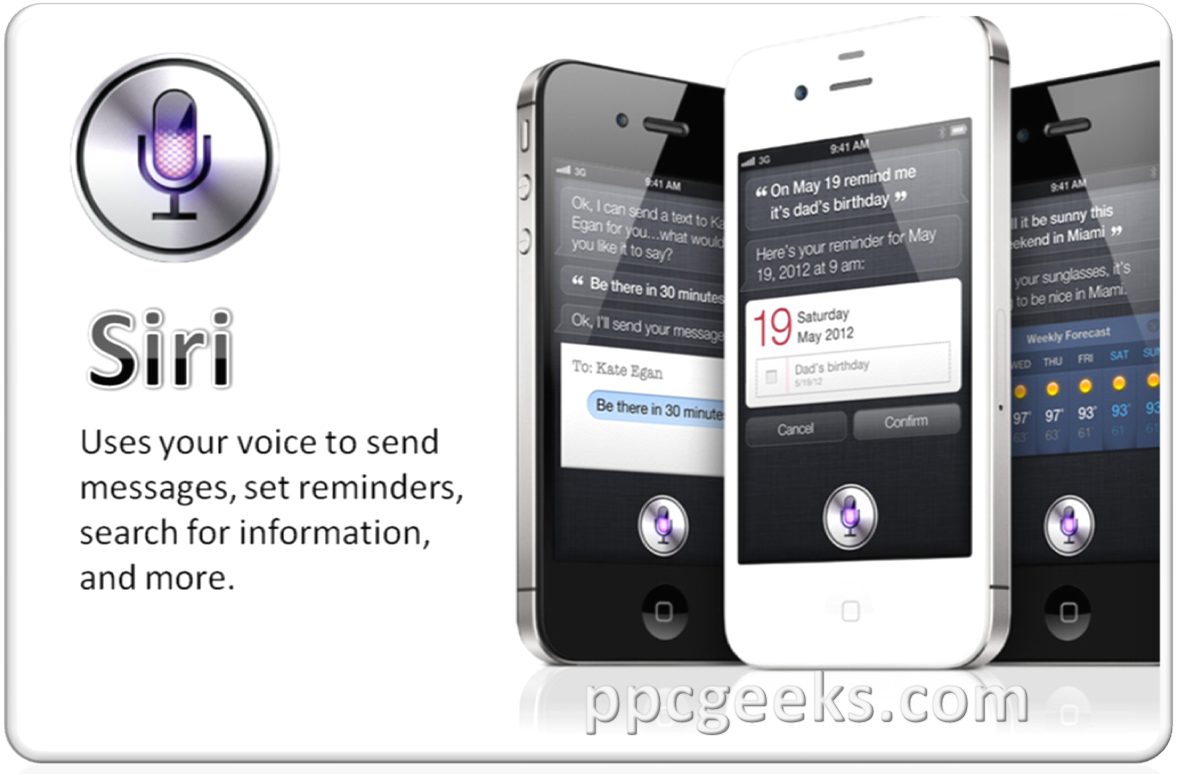 Siri
Uses your voice to send
messages, set reminders,
search for information,
and more.
3G
9:41 AM
Ok, I can send a text to
Egan for you...what would
you like it to say?
“ Be there in 30 minutes
Ok, I'll send your message
To: Kate Egan
Be there in 30 minutes
3G
9:41 AM
“ On May 19 remind me
it's dad's birthday ”
Here's your reminder for May
19, 2012 at 9 am:
19
Saturday
May 2012
Dad's birthday
5/19/12
Cancel
Confirm
9:41 AM
it be sunny this
in Miami ”
your sunglasses, it's
to be nice in Miami.
Weekly Forecast
WED THU FRI SAT SUN
97° 97° 93° 93° 93
63° 63° 61° 61° 61
ppcgeeks.com